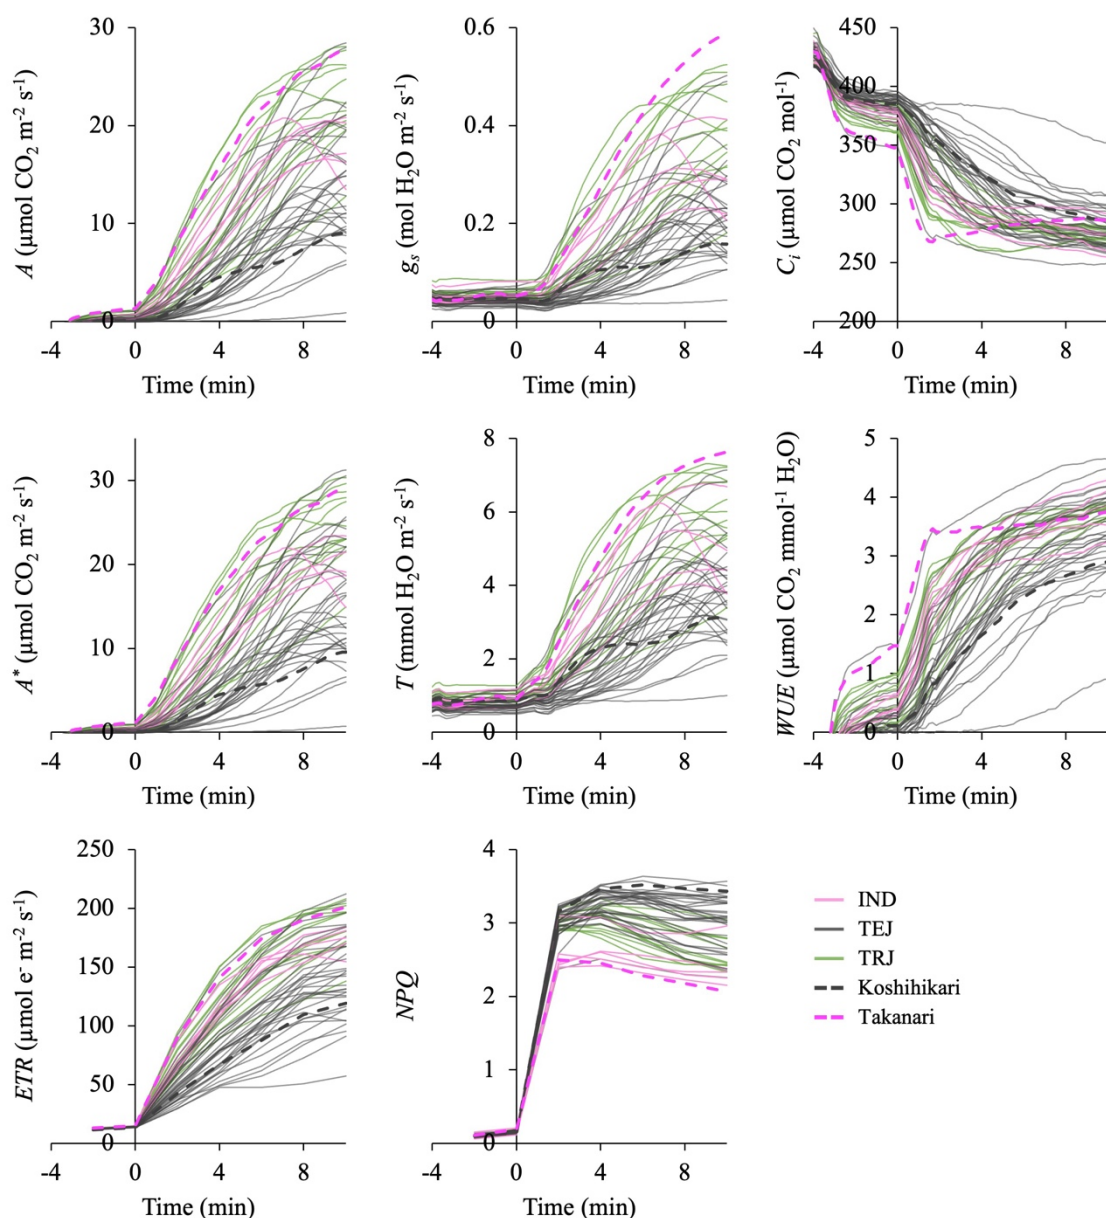 A (μmol CO₂ m⁻² s⁻¹)
30
20
10
0
-4 0 4 8
Time (min)
gₛ (mol H₂O m⁻² s⁻¹)
0.6
0.4
0.2
0
-4 0 4 8
Time (min)
Cᵢ (μmol CO₂ mol⁻¹)
450
400
350
300
250
200
-4 0 4 8
Time (min)
A* (μmol CO₂ m⁻² s⁻¹)
30
20
10
0
-4 0 4 8
Time (min)
T (mmol H₂O m⁻² s⁻¹)
8
6
4
2
0
-4 0 4 8
Time (min)
WUE (μmol CO₂ mmol⁻¹ H₂O)
5
4
3
2
1
0
-4 0 4 8
Time (min)
ETR (μmol e⁻ m⁻² s⁻¹)
250
200
150
100
50
0
-4 0 4 8
Time (min)
NPQ
4
3
2
1
0
-4 0 4 8
Time (min)
IND
TEJ
TRJ
Koshihikari
Takanari